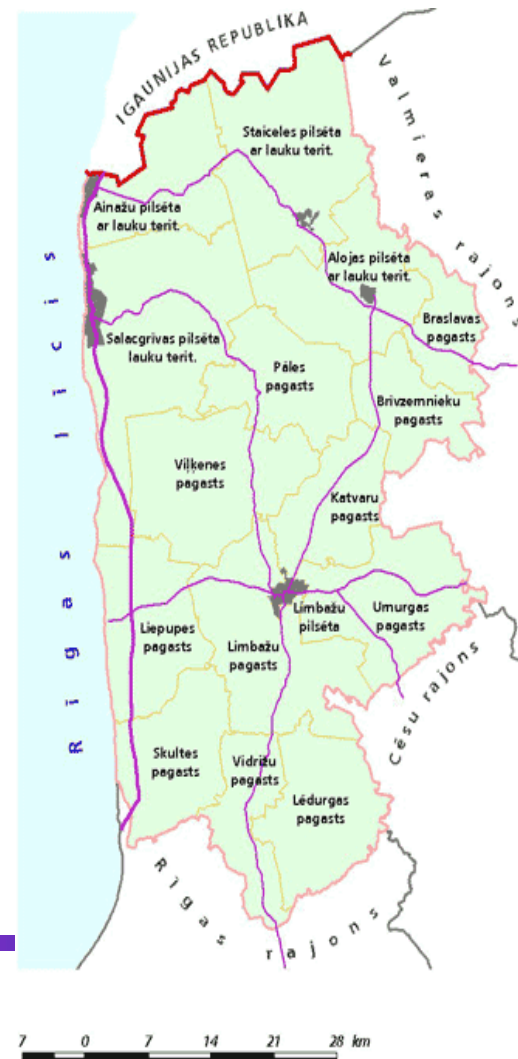 IGAUNIJAS REPUBLIKA
Valmieras rajons
Staiceles pilsēta
ar lauku terit.
Ainažu pilsēta
ar lauku terit.
Alojas pilsēta
ar lauku terit.
Braslavas
pagasts
Salacgrīvas pilsēta
lauku terit.
Pāles
pagasts
Brīvzemnieku
pagasts
Viļķenes
pagasts
Katvaru
pagasts
Rīgas līcis
Limbažu
pilsēta
Umurgas
pagasts
Liepupes
pagasts
Limbažu
pagasts
Cēsu rajons
Skultes
pagasts
Vidrižu
pagasts
Lēdurgas
pagasts
Rīgas rajons
7 0 7 14 21 28 km